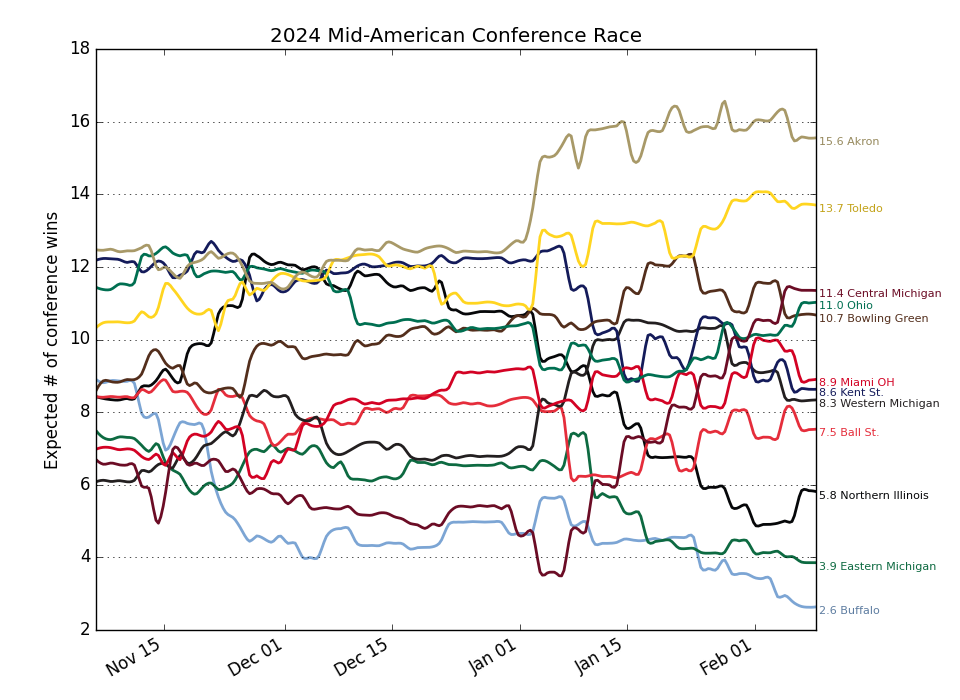 2024 Mid-American Conference Race
Expected # of conference wins
18
16
14
12
10
8
6
4
2
15.6 Akron
13.7 Toledo
11.4 Central Michigan
11.0 Ohio
10.7 Bowling Green
8.9 Miami OH
8.6 Kent St.
8.3 Western Michigan
7.5 Ball St.
5.8 Northern Illinois
3.9 Eastern Michigan
2.6 Buffalo
Nov 15
Dec 01
Dec 15
Jan 01
Jan 15
Feb 01